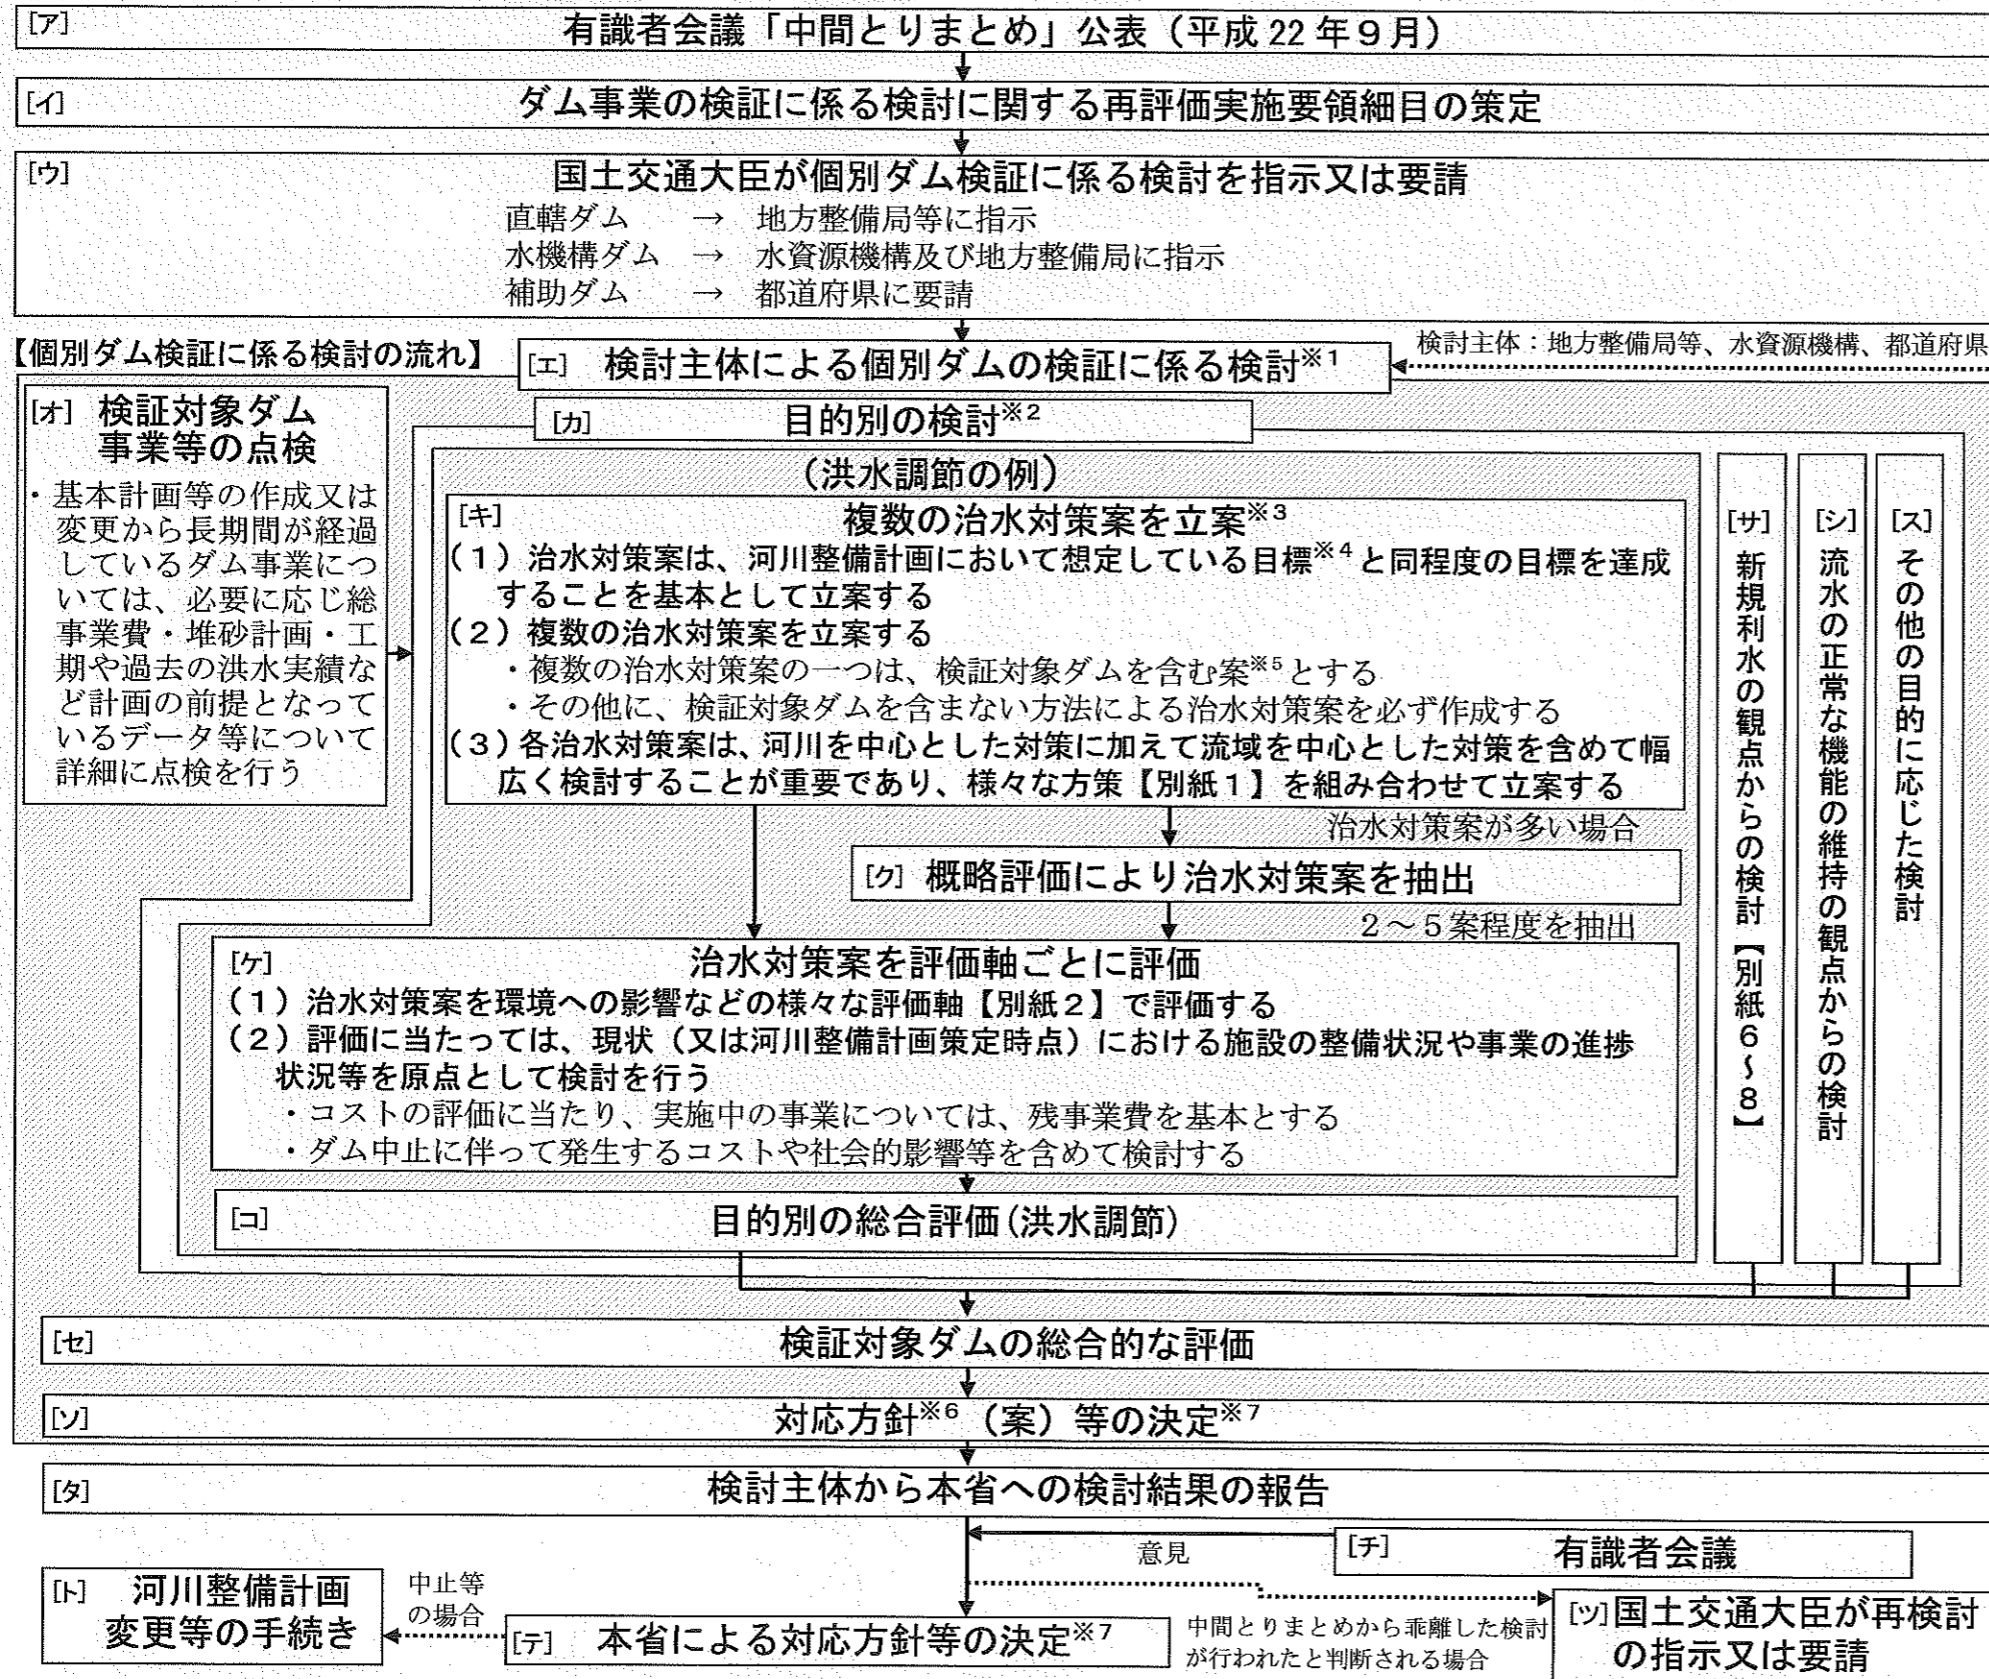 [ア] 有識者会議「中間とりまとめ」公表（平成22年９月）
[イ] ダム事業の検証に係る検討に関する再評価実施要領細目の策定
[ウ] 国土交通大臣が個別ダム検証に係る検討を指示又は要請
直轄ダム → 地方整備局等に指示
水機構ダム → 水資源機構及び地方整備局に指示
補助ダム → 都道府県に要請
【個別ダム検証に係る検討の流れ】
[エ] 検討主体による個別ダムの検証に係る検討※1
検討主体：地方整備局等、水資源機構、都道府県
[オ] 検証対象ダム
事業等の点検
・基本計画等の作成又は
変更から長期間が経過
しているダム事業につ
いては、必要に応じ総
事業費・堆砂計画・工
期や過去の洪水実績な
ど計画の前提となって
いるデータ等について
詳細に点検を行う
[カ] 目的別の検討※2
（洪水調節の例）
[キ] 複数の治水対策案を立案※3
（１）治水対策案は、河川整備計画において想定している目標※4と同程度の目標を達成
することを基本として立案する
（２）複数の治水対策案を立案する
・複数の治水対策案の一つは、検証対象ダムを含む案※5とする
・その他に、検証対象ダムを含まない方法による治水対策案を必ず作成する
（３）各治水対策案は、河川を中心とした対策に加えて流域を中心とした対策を含めて幅
広く検討することが重要であり、様々な方策【別紙１】を組み合わせて立案する
治水対策案が多い場合
[ク] 概略評価により治水対策案を抽出
２～５案程度を抽出
[ケ] 治水対策案を評価軸ごとに評価
（１）治水対策案を環境への影響などの様々な評価軸【別紙２】で評価する
（２）評価に当たっては、現状（又は河川整備計画策定時点）における施設の整備状況や事業の進捗
状況等を原点として検討を行う
・コストの評価に当たり、実施中の事業については、残事業費を基本とする
・ダム中止に伴って発生するコストや社会的影響等を含めて検討する
[コ] 目的別の総合評価(洪水調節)
[サ] 新規利水の観点からの検討【別紙６～８】
[シ] 流水の正常な機能の維持の観点からの検討
[ス] その他の目的に応じた検討
[セ] 検証対象ダムの総合的な評価
[ソ] 対応方針※6（案）等の決定※7
[タ] 検討主体から本省への検討結果の報告
[チ] 有識者会議
意見
[ツ] 国土交通大臣が再検討
の指示又は要請
中間とりまとめから乖離した検討
が行われたと判断される場合
[テ] 本省による対応方針等の決定※7
中止等
の場合
[ト] 河川整備計画
変更等の手続き